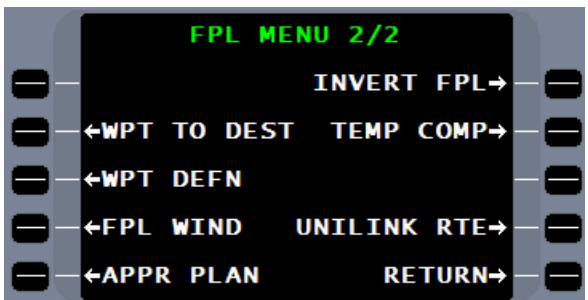 FPL MENU 2/2
INVERT FPL→
←WPT TO DEST TEMP COMP→
←WPT DEFN
←FPL WIND UNILINK RTE→
←APPR PLAN RETURN→